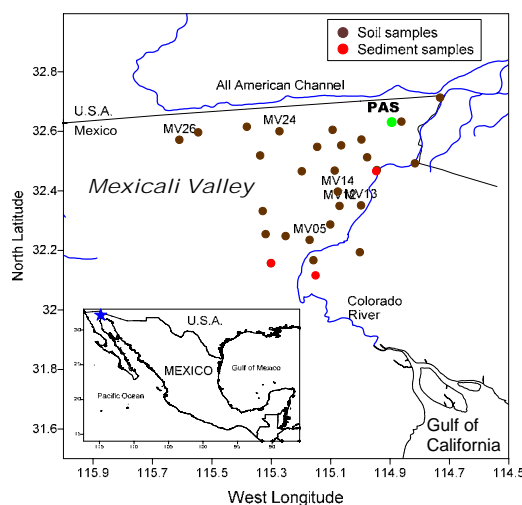 Soil samples
Sediment samples
32.8
All American Channel
PAS
U.S.A.
Mexico
32.6
MV26
MV24
Mexicali Valley
32.4
MV14
MV12
MV13
MV05
32.2
North Latitude
32
Colorado
River
31.8
31.6
Gulf of
California
U.S.A.
MEXICO
Gulf of Mexico
Pacific Ocean
115.9
115.7
115.5
115.3
115.1
114.9
114.7
114.5
West Longitude